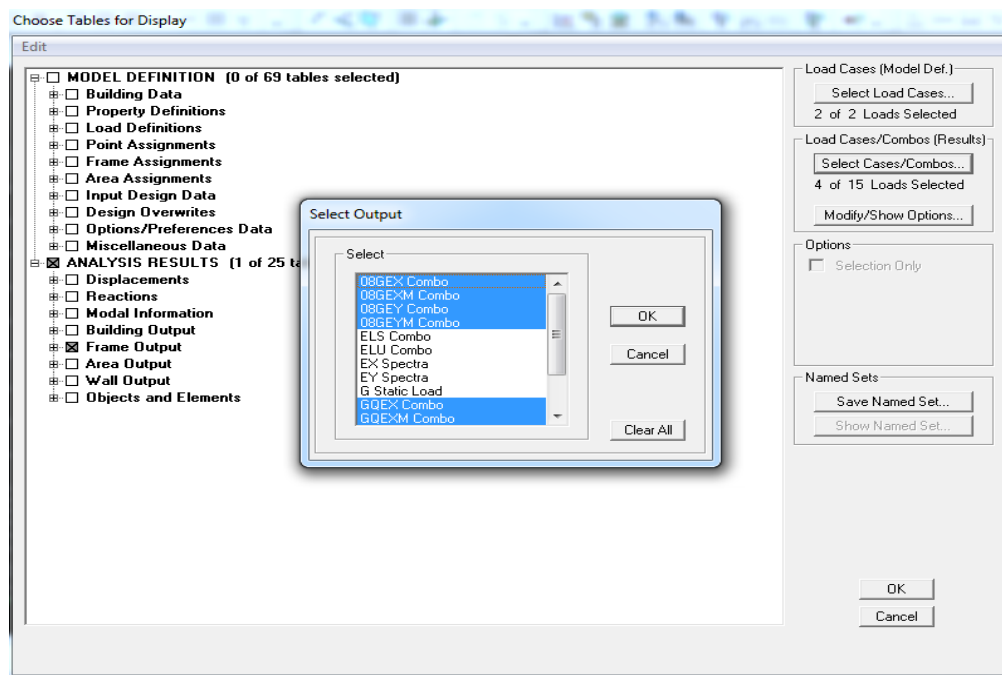 Choose Tables for Display
Edit
MODEL DEFINITION (0 of 69 tables selected)
Building Data
Property Definitions
Load Definitions
Point Assignments
Frame Assignments
Area Assignments
Input Design Data
Design Overwrites
Options/Preferences Data
Miscellaneous Data
ANALYSIS RESULTS (1 of 25 ta
Displacements
Reactions
Modal Information
Building Output
Frame Output
Area Output
Wall Output
Objects and Elements
Select Output
Select
08GEX Combo
08GEXM Combo
08GEY Combo
08GEYM Combo
ELS Combo
ELU Combo
EX Spectra
EY Spectra
G Static Load
GQEX Combo
GQEXM Combo
OK
Cancel
Clear All
Load Cases (Model Def.)
Select Load Cases...
2 of 2 Loads Selected
Load Cases/Combos (Results)
Select Cases/Combos...
4 of 15 Loads Selected
Modify/Show Options...
Options
Selection Only
Named Sets
Save Named Set...
Show Named Set...
OK
Cancel